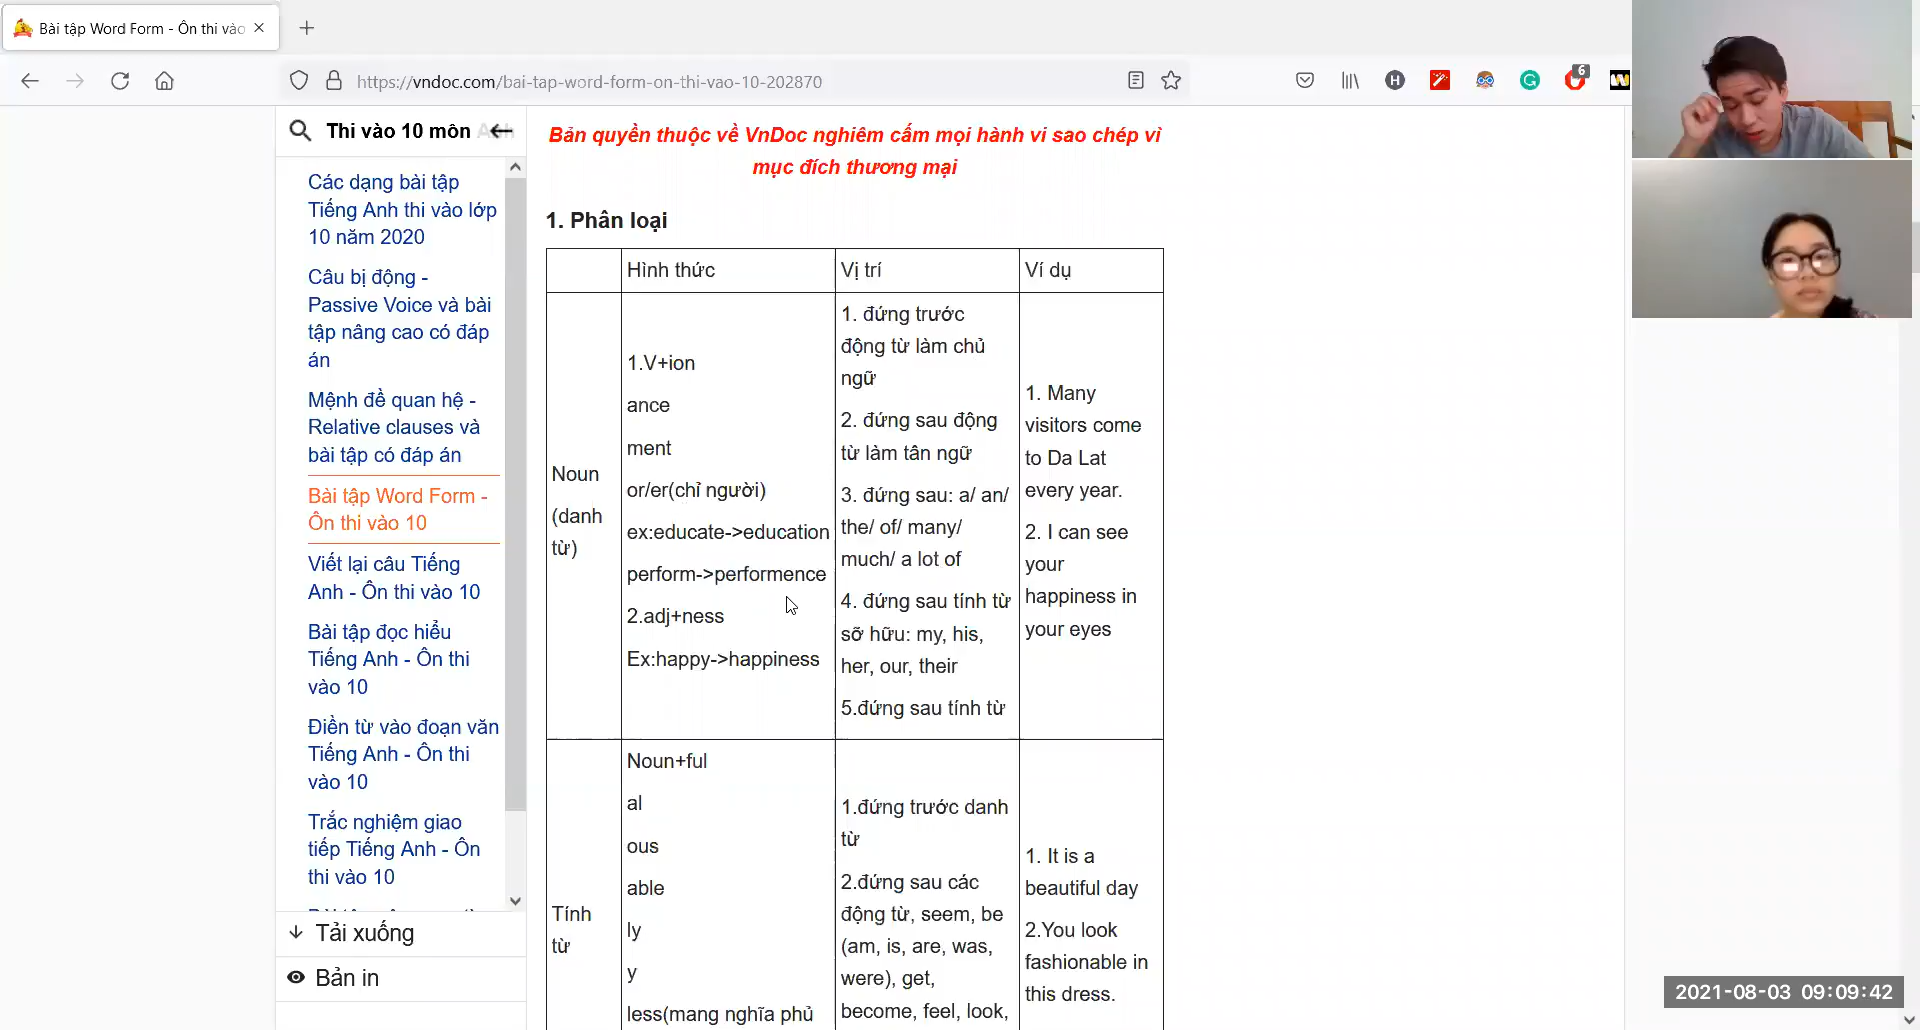 Bài tập Word Form - Ôn thi vào
https://vndoc.com/bai-tap-word-form-on-thi-vao-10-202870
6
Thi vào 10 môn Anh
Các dạng bài tập
Tiếng Anh thi vào lớp
10 năm 2020
Câu bị động -
Passive Voice và bài
tập nâng cao có đáp
án
Mệnh đề quan hệ -
Relative clauses và
bài tập có đáp án
Bài tập Word Form -
Ôn thi vào 10
Viết lại câu Tiếng
Anh - Ôn thi vào 10
Bài tập đọc hiểu
Tiếng Anh - Ôn thi
vào 10
Điền từ vào đoạn văn
Tiếng Anh - Ôn thi
vào 10
Trắc nghiệm giao
tiếp Tiếng Anh - Ôn
thi vào 10
Tải xuống
Bản in
Bản quyền thuộc về VnDoc nghiêm cấm mọi hành vi sao chép vì
mục đích thương mại
1. Phân loại
Hình thức
Vị trí
Ví dụ
Noun
(danh
từ)
1.V+ion
ance
ment
or/er(chỉ người)
ex:educate->education
perform->performence
2.adj+ness
Ex:happy->happiness
1. đứng trước
động từ làm chủ
ngữ
2. đứng sau động
từ làm tân ngữ
3. đứng sau: a/ an/
the/ of/ many/
much/ a lot of
4. đứng sau tính từ
sỡ hữu: my, his,
her, our, their
5.đứng sau tính từ
1. Many
visitors come
to Da Lat
every year.
2. I can see
your
happiness in
your eyes
Tính
từ
Noun+ful
al
ous
able
ly
y
less(mang nghĩa phủ
1.đứng trước danh
từ
2.đứng sau các
động từ, seem, be
(am, is, are, was,
were), get,
become, feel, look,
1. It is a
beautiful day
2.You look
fashionable in
this dress.
2021-08-03 09:09:42